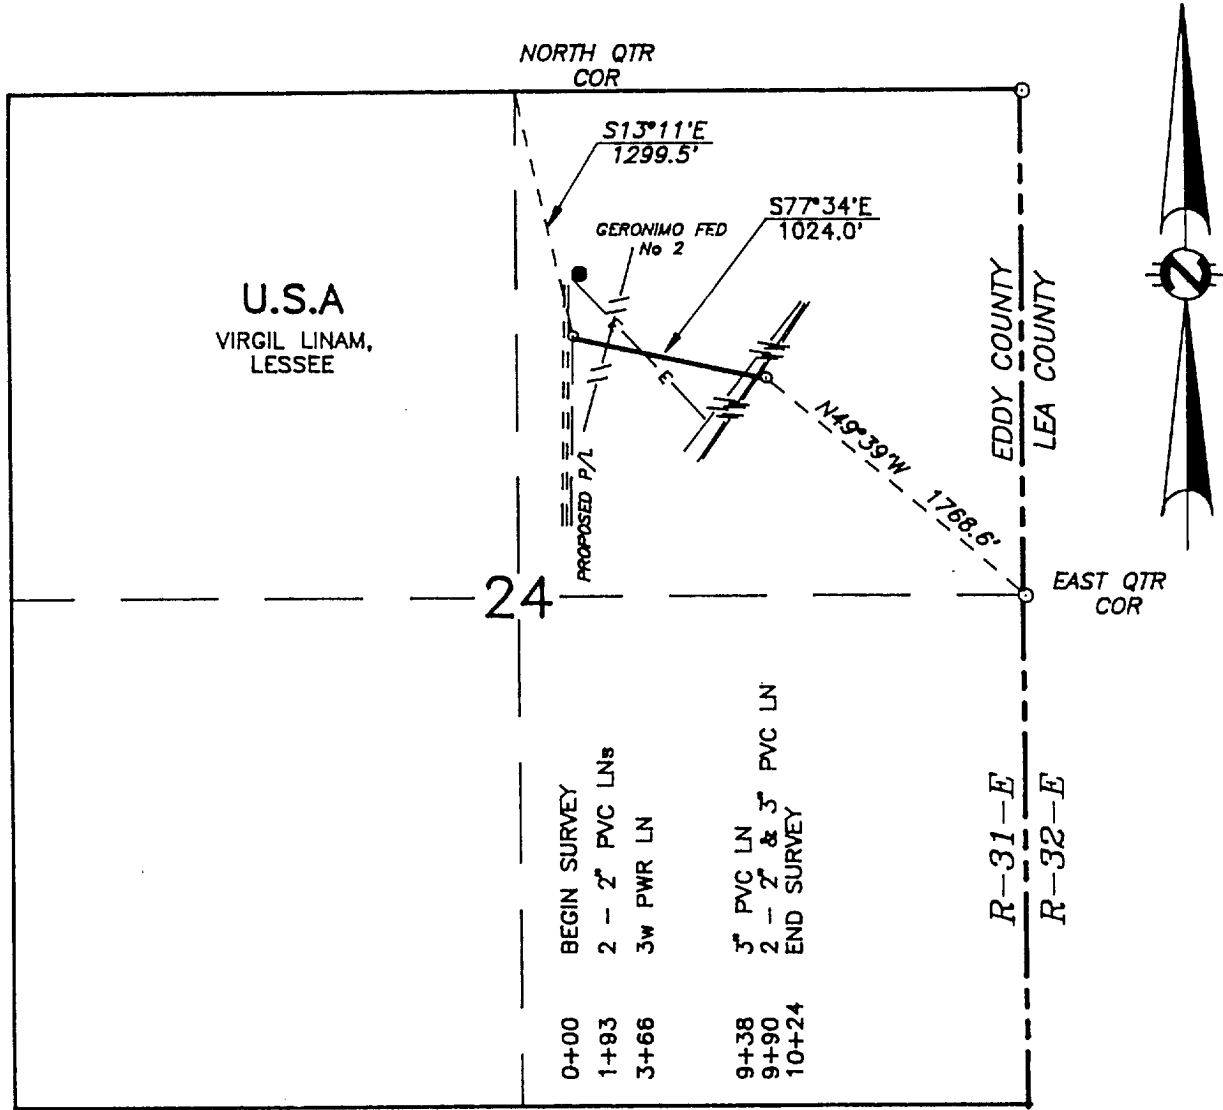 NORTH QTR
COR
S13°11'E
1299.5'
S77°34'E
1024.0'
GERONIMO FED
No 2
U.S.A
VIRGIL LINAM,
LESSEE
N
EDDY COUNTY
LEA COUNTY
E
E
N49°39'W 1768.6'
PROPOSED P/L
24
EAST QTR
COR
0+00 BEGIN SURVEY
1+93 2 - 2" PVC LNs
3+66 3w PWR LN
9+38 3" PVC LN
9+90 2 - 2" & 3" PVC LN
10+24 END SURVEY
R-31-E
R-32-E